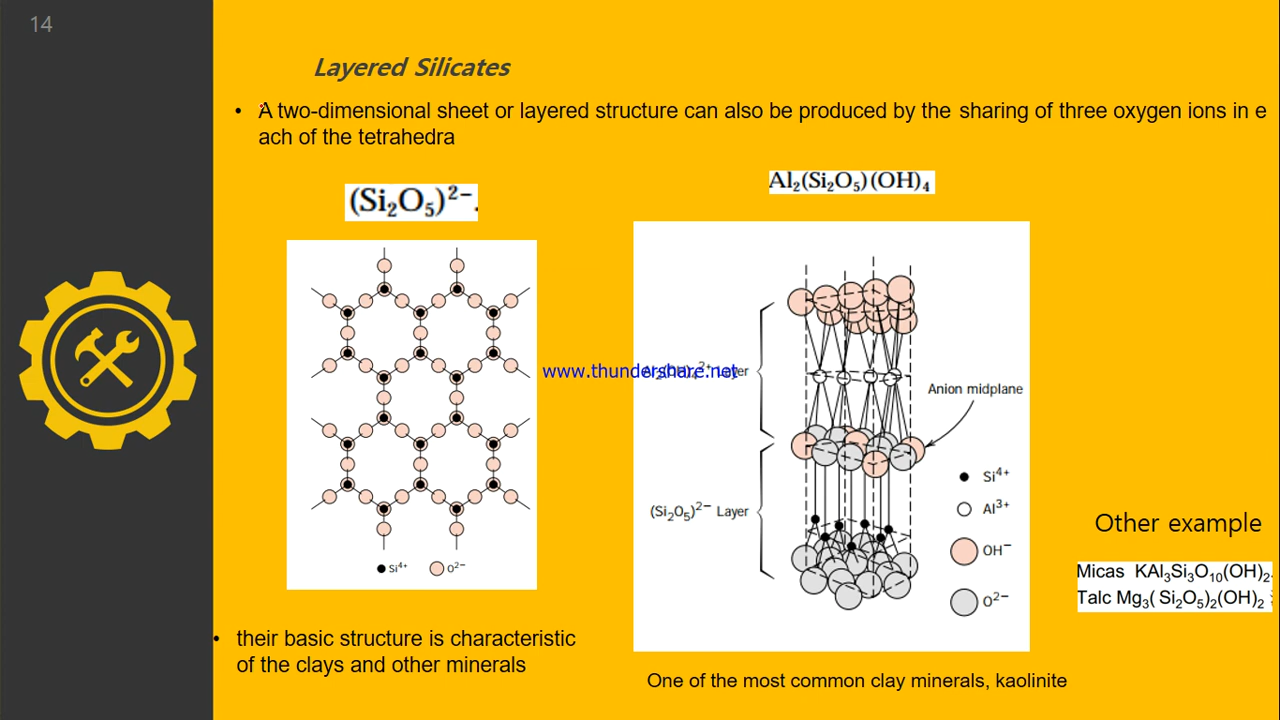 14
Layered Silicates
• A two-dimensional sheet or layered structure can also be produced by the sharing of three oxygen ions in e
ach of the tetrahedra
(Si₂O₅)²⁻.
Al₂(Si₂O₅)(OH)₄
Si⁴⁺ O²⁻
www.thundershare.net
Layer
Anion midplane
(Si₂O₅)²⁻ Layer
Si⁴⁺
Al³⁺
OH⁻
O²⁻
Other example
Micas KAl₃Si₃O₁₀(OH)₂
Talc Mg₃( Si₂O₅)₂(OH)₂
• their basic structure is characteristic
of the clays and other minerals
One of the most common clay minerals, kaolinite